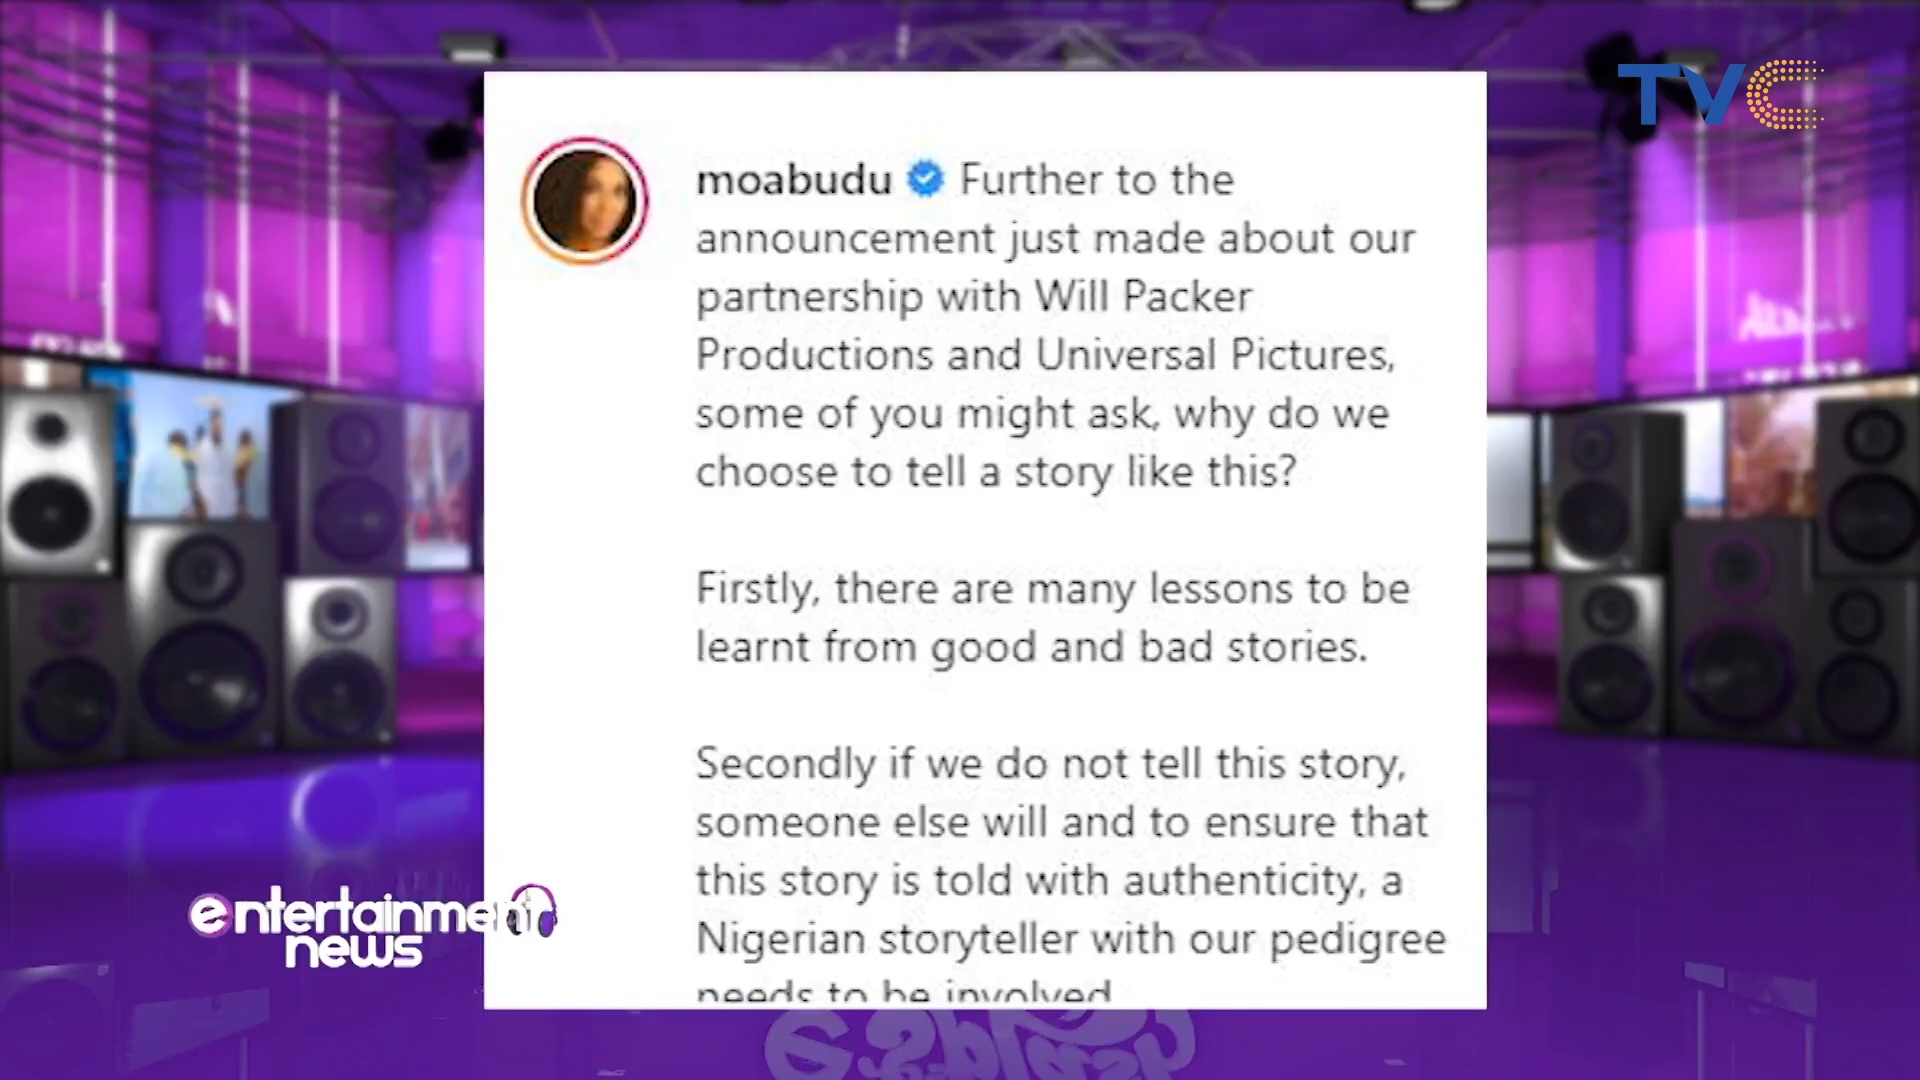 TVC
moabudu Further to the
announcement just made about our
partnership with Will Packer
Productions and Universal Pictures,
some of you might ask, why do we
choose to tell a story like this?
Firstly, there are many lessons to be
learnt from good and bad stories.
Secondly if we do not tell this story,
someone else will and to ensure that
this story is told with authenticity, a
Nigerian storyteller with our pedigree
needs to be involved
entertainment
news